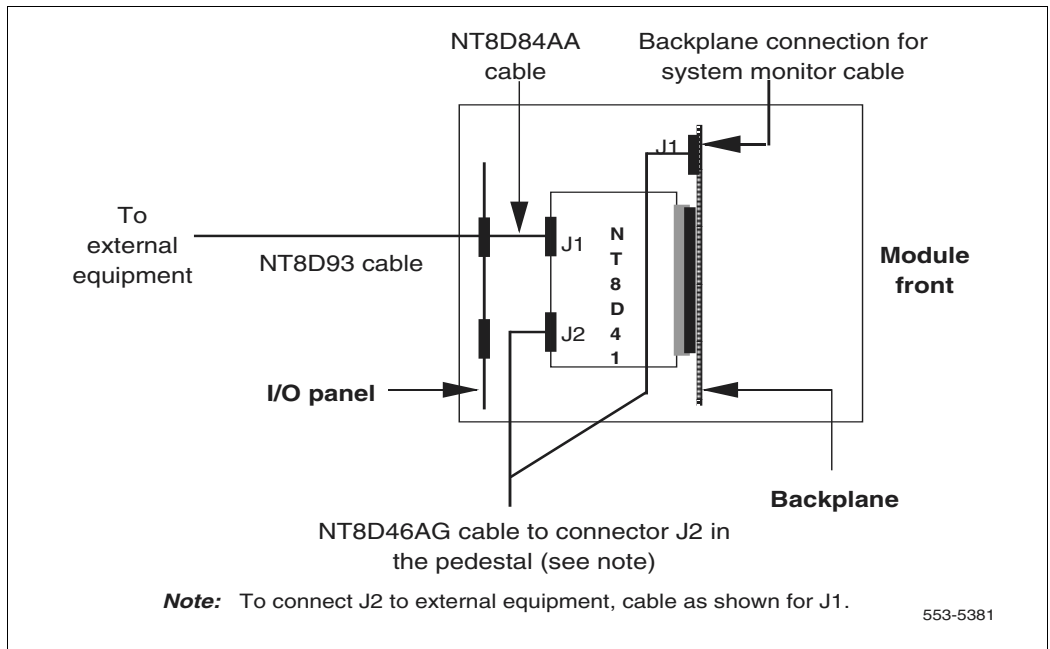 NT8D84AA
cable
Backplane connection for
system monitor cable
J1
To
external
equipment
NT8D93 cable
J1
N
T
8
D
4
1
J2
Module
front
I/O panel
Backplane
NT8D46AG cable to connector J2 in
the pedestal (see note)
Note: To connect J2 to external equipment, cable as shown for J1.
553-5381